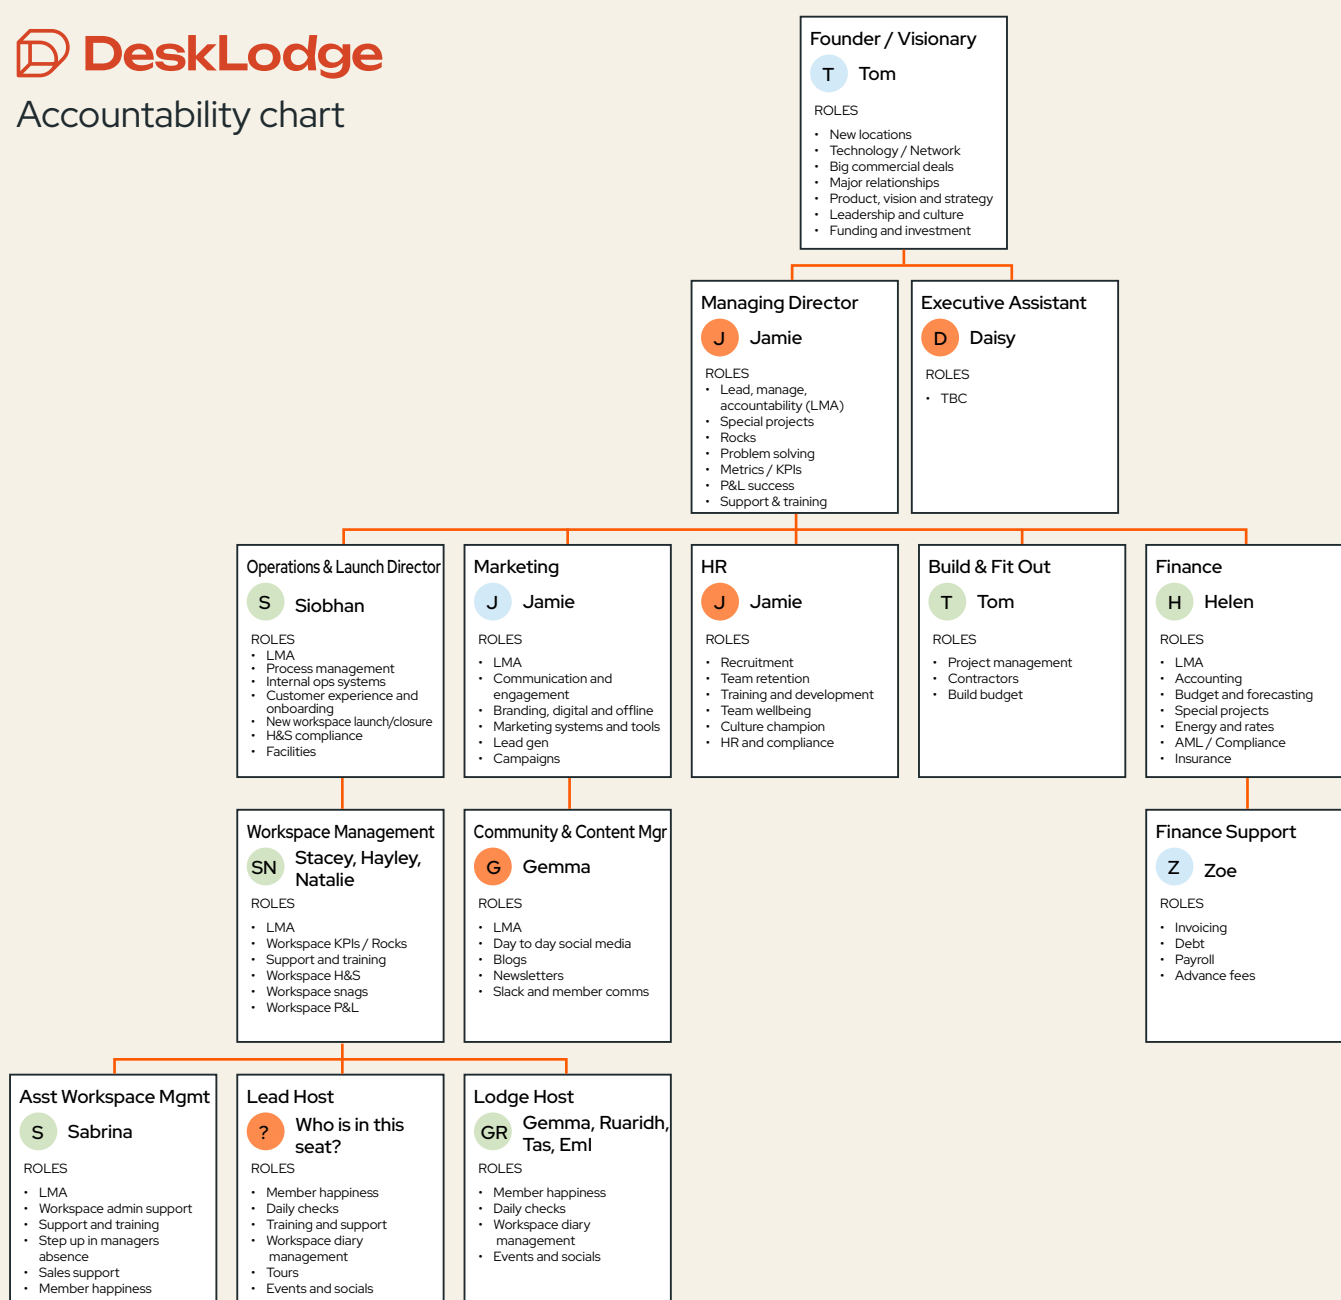 DeskLodge
Accountability chart
Founder / Visionary
T
Tom
ROLES
• New locations
• Technology / Network
• Big commercial deals
• Major relationships
• Product, vision and strategy
• Leadership and culture
• Funding and investment
Managing Director
J
Jamie
ROLES
• Lead, manage,
accountability (LMA)
• Special projects
• Rocks
• Problem solving
• Metrics / KPIs
• P&L success
• Support & training
Executive Assistant
D
Daisy
ROLES
• TBC
Operations & Launch Director
S
Siobhan
ROLES
• LMA
• Process management
• Internal ops systems
• Customer experience and
onboarding
• New workspace launch/closure
• H&S compliance
• Facilities
Marketing
J
Jamie
ROLES
• LMA
• Communication and
engagement
• Branding, digital and offline
• Marketing systems and tools
• Lead gen
• Campaigns
HR
J
Jamie
ROLES
• Recruitment
• Team retention
• Training and development
• Team wellbeing
• Culture champion
• HR and compliance
Build & Fit Out
T
Tom
ROLES
• Project management
• Contractors
• Build budget
Finance
H
Helen
ROLES
• LMA
• Accounting
• Budget and forecasting
• Special projects
• Energy and rates
• AML / Compliance
• Insurance
Workspace Management
SN
Stacey, Hayley,
Natalie
ROLES
• LMA
• Workspace KPIs / Rocks
• Support and training
• Workspace H&S
• Workspace snags
• Workspace P&L
Community & Content Mgr
G
Gemma
ROLES
• LMA
• Day to day social media
• Blogs
• Newsletters
• Slack and member comms
Finance Support
Z
Zoe
ROLES
• Invoicing
• Debt
• Payroll
• Advance fees
Asst Workspace Mgmt
S
Sabrina
ROLES
• LMA
• Workspace admin support
• Support and training
• Step up in managers
absence
• Sales support
• Member happiness
Lead Host
?
Who is in this
seat?
ROLES
• Member happiness
• Daily checks
• Training and support
• Workspace diary
management
• Tours
• Events and socials
Lodge Host
GR
Gemma, Ruaridh,
Tas, Eml
ROLES
• Member happiness
• Daily checks
• Workspace diary
management
• Events and socials